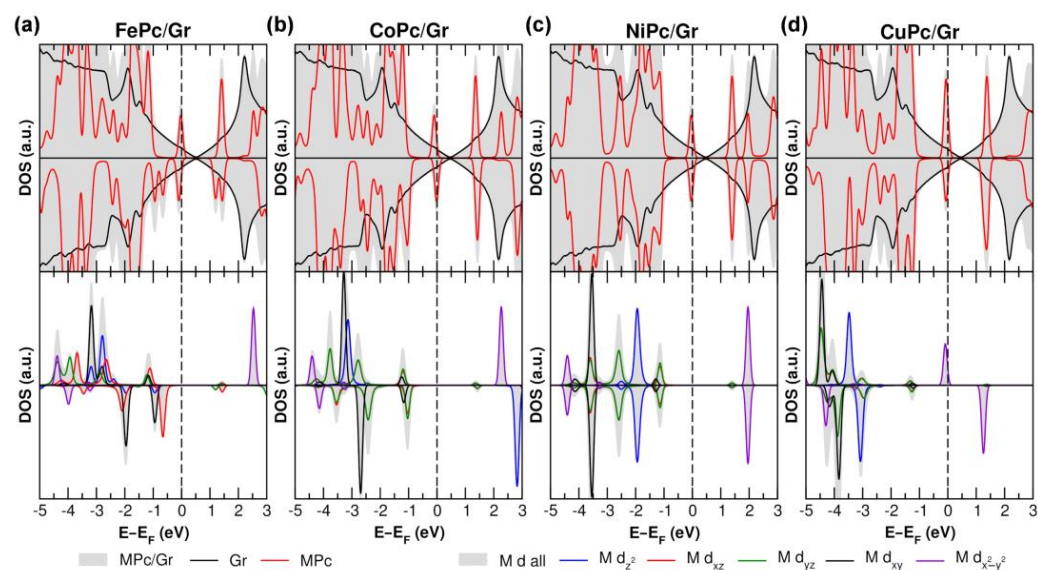 (a) FePc/Gr (b) CoPc/Gr (c) NiPc/Gr (d) CuPc/Gr
DOS (a.u.) DOS (a.u.) DOS (a.u.) DOS (a.u.)
DOS (a.u.) DOS (a.u.) DOS (a.u.) DOS (a.u.)
-5 -4 -3 -2 -1 0 1 2 3 -5 -4 -3 -2 -1 0 1 2 3 -5 -4 -3 -2 -1 0 1 2 3 -5 -4 -3 -2 -1 0 1 2 3
E−E_F (eV) E−E_F (eV) E−E_F (eV) E−E_F (eV)
MPc/Gr Gr MPc M d all M d_z² M d_xz M d_yz M d_xy M d_x²−y²